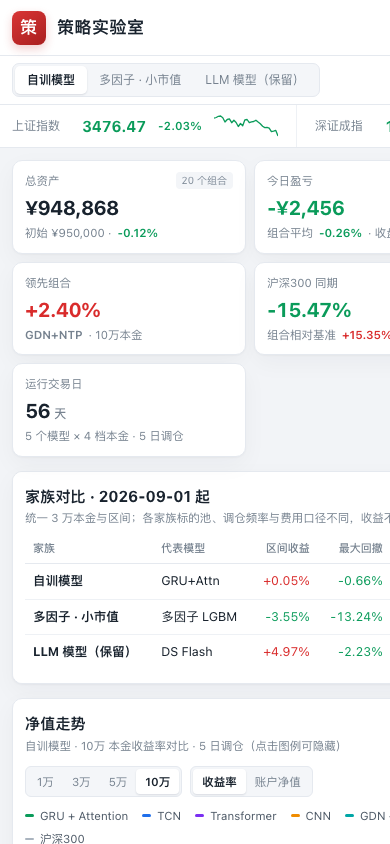 策 策略实验室
自训模型 多因子 · 小市值 LLM 模型（保留）
上证指数 3476.47 -2.03% 深证成指
总资产 20 个组合 今日盈亏
¥948,868 -¥2,456
初始 ¥950,000 · -0.12% 组合平均 -0.26% ·
领先组合 沪深300 同期
+2.40% -15.47%
GDN+NTP · 10万本金 组合相对基准 +15.35%
运行交易日
56 天
5 个模型 × 4 档本金 · 5 日调仓
家族对比 · 2026-09-01 起
统一 3 万本金与区间；各家族标的池、调仓频率与费用口径不同，收益
家族 代表模型 区间收益 最大回撤
自训模型 GRU+Attn +0.05% -0.66%
多因子 · 小市值 多因子 LGBM -3.55% -13.24%
LLM 模型（保留） DS Flash +4.97% -2.23%
净值走势
自训模型 · 10万 本金收益率对比 · 5 日调仓（点击图例可隐藏）
1万 3万 5万 10万 收益率 账户净值
GRU + Attention TCN Transformer CNN GDN
沪深300